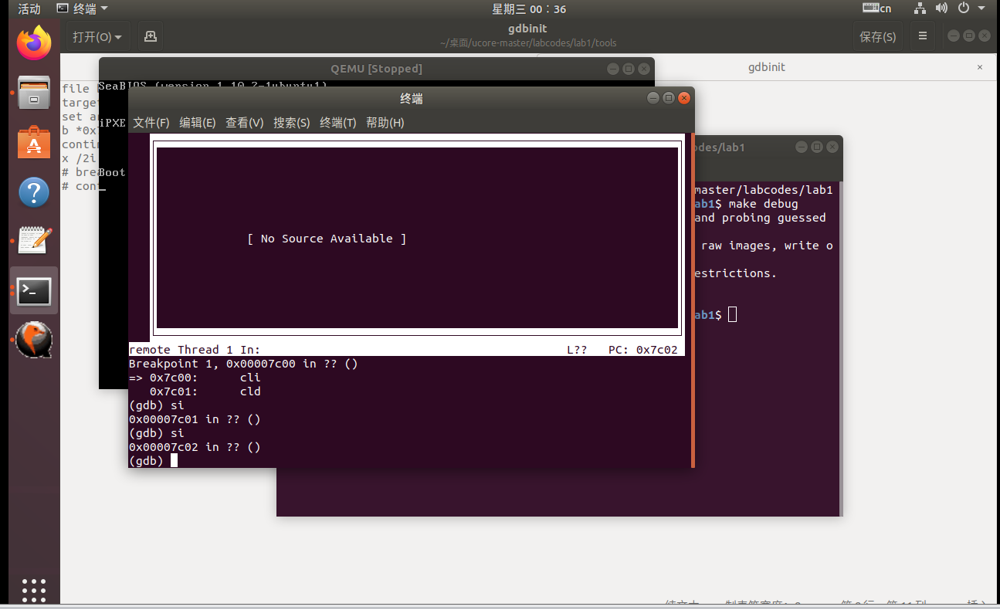 活动 终端 星期三 00：36 cn
打开(O) gdbinit 保存(S)
~/桌面/ucore-master/labcodes/lab1/tools
QEMU [Stopped]
gdbinit ×
SeaBIOS (version 1.10.2-1ubuntu1)
file
targe
set a
b *0x
contin
x /2i
# bre
# con
iPXE
Boot
终端
文件(F) 编辑(E) 查看(V) 搜索(S) 终端(T) 帮助(H)
[ No Source Available ]
remote Thread 1 In: L?? PC: 0x7c02
Breakpoint 1, 0x00007c00 in ?? ()
=> 0x7c00: cli
0x7c01: cld
(gdb) si
0x00007c01 in ?? ()
(gdb) si
0x00007c02 in ?? ()
(gdb)
odes/lab1
master/labcodes/lab1
ab1$ make debug
and probing guessed
raw images, write o
estrictions.
ab1$